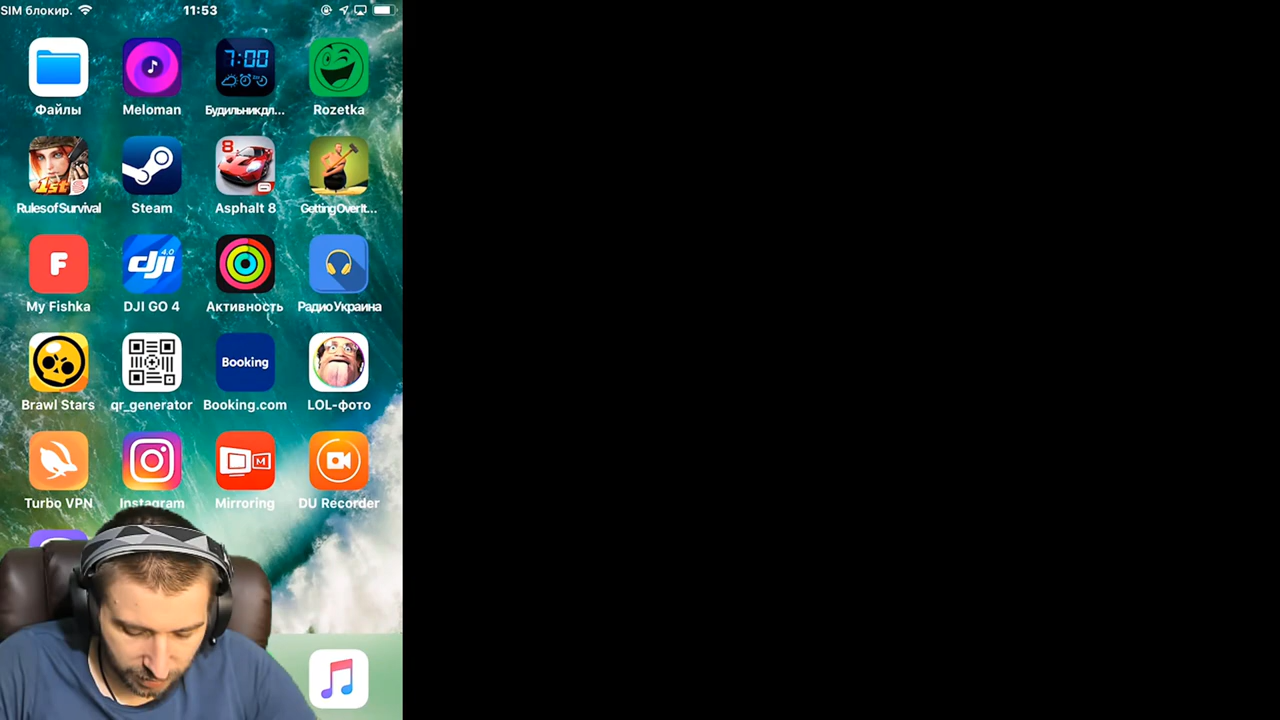 SIM блокир. 11:53
7:00
Файлы Meloman Будильникдл... Rozetka
1st 8
RulesofSurvival Steam Asphalt 8 GettingOverIt...
F dji 4.0
My Fishka DJI GO 4 Активность РадиоУкраина
Booking
Brawl Stars qr_generator Booking.com LOL-фото
M
Turbo VPN Instagram Mirroring DU Recorder